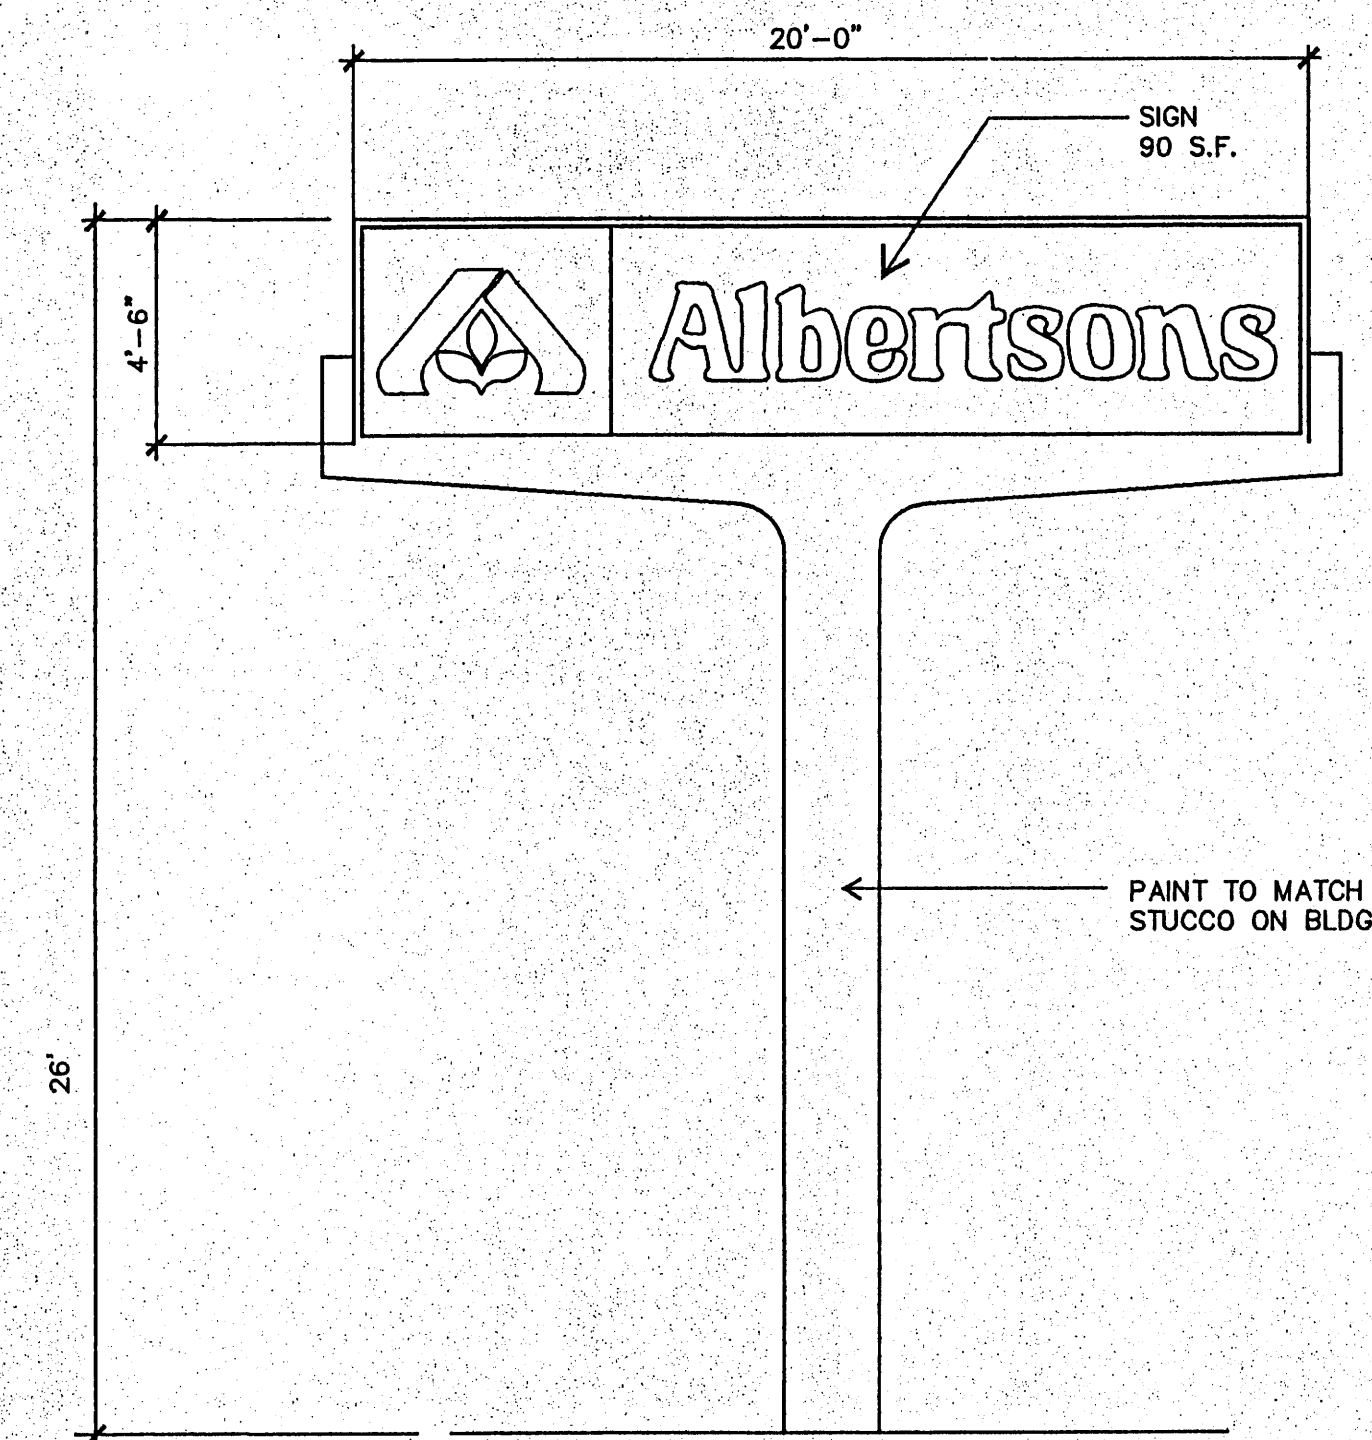 20'-0"
SIGN
90 S.F.
4'-6"
Albertsons
PAINT TO MATCH
STUCCO ON BLDG
26'